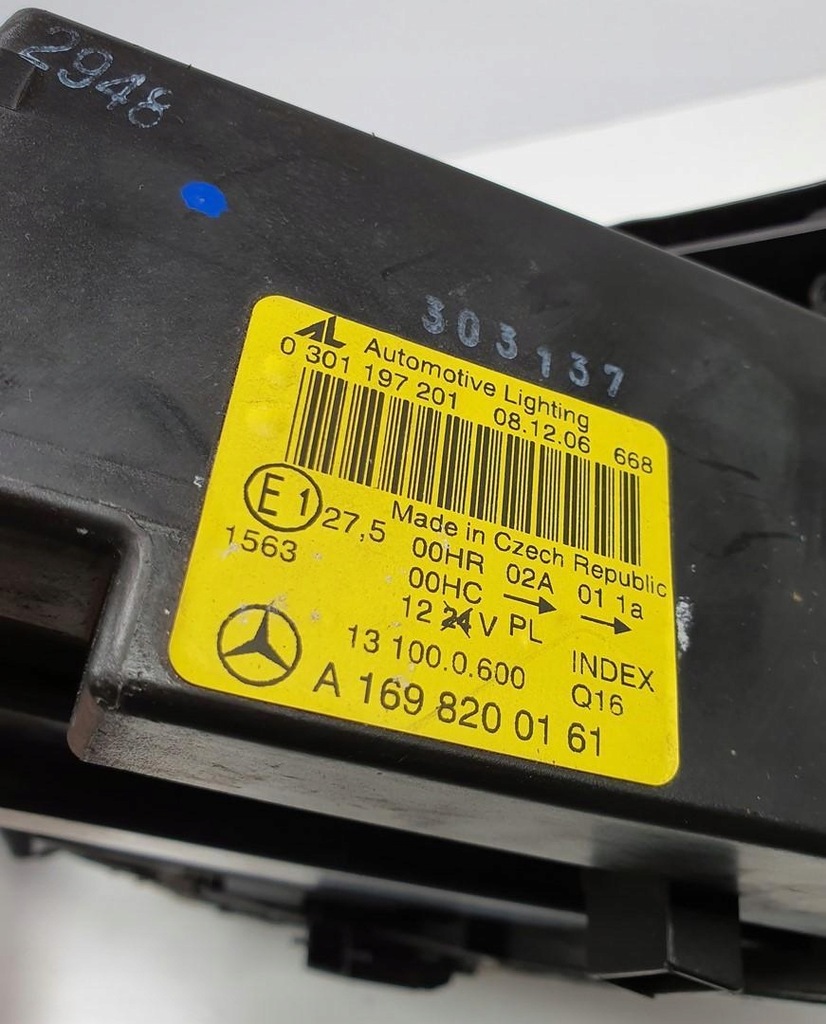 2948
303137
AL Automotive Lighting
0 301 197 201 08.12.06 668
Made in Czech Republic
E1 27,5 00HR 02A 01 1a
1563 00HC → →
12 24 V PL
13 100.0.600 INDEX
A 169 820 01 61 Q16